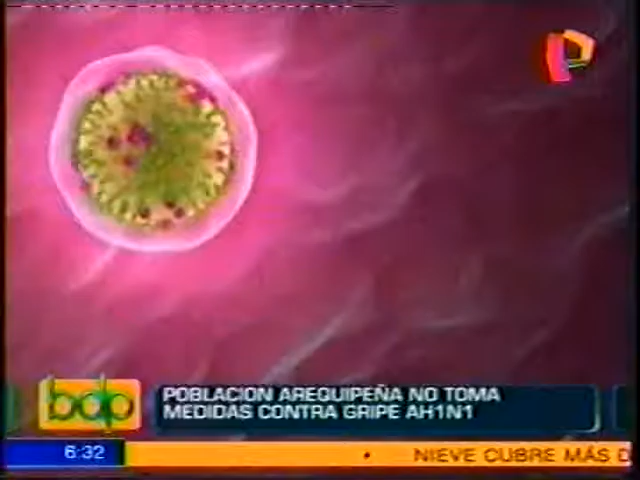 bdp
POBLACION AREQUIPEÑA NO TOMA
MEDIDAS CONTRA GRIPE AH1N1
6:32
• NIEVE CUBRE MÁS D